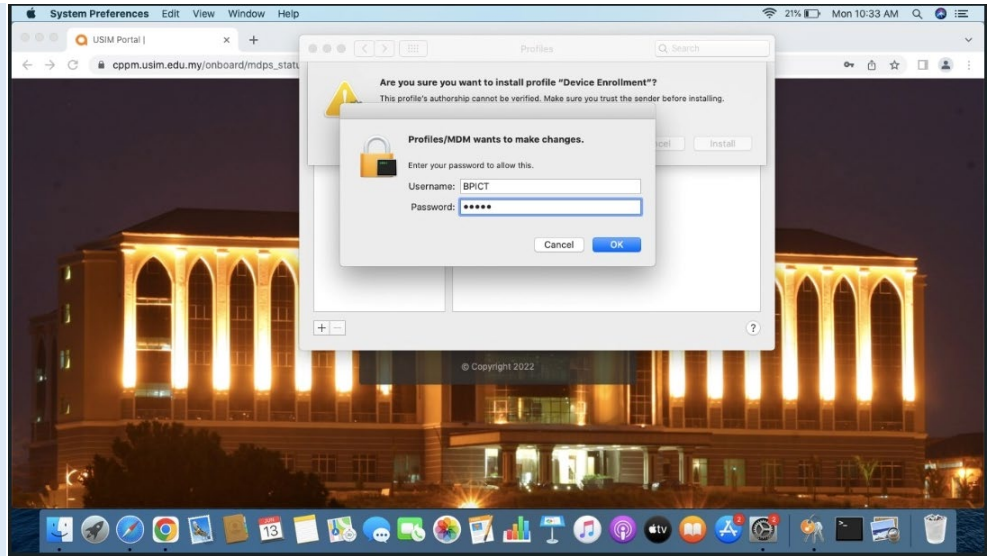 System Preferences Edit View Window Help
21% Mon 10:33 AM
USIM Portal |
Profiles
Search
cppm.usim.edu.my/onboard/mdps_statu
Are you sure you want to install profile “Device Enrollment”?
This profile's authorship cannot be verified. Make sure you trust the sender before installing.
Install
Profiles/MDM wants to make changes.
Enter your password to allow this.
Username: BPICT
Password: •••••
Cancel OK
+ −
?
© Copyright 2022
JUN
13
tv